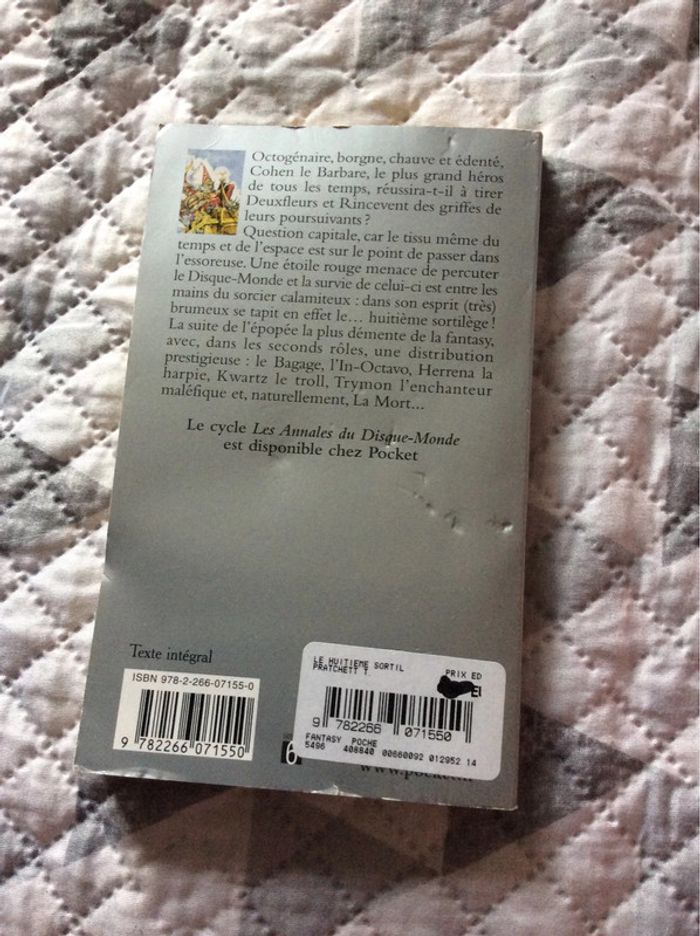 Octogénaire, borgne, chauve et édenté,
Cohen le Barbare, le plus grand héros
de tous les temps, réussira-t-il à tirer
Deuxfleurs et Rincevent des griffes de
leurs poursuivants ?
Question capitale, car le tissu même du
temps et de l'espace est sur le point de passer dans
l'essoreuse. Une étoile rouge menace de percuter
le Disque-Monde et la survie de celui-ci est entre les
mains du sorcier calamiteux : dans son esprit (très)
brumeux se tapit en effet le... huitième sortilège !
La suite de l'épopée la plus démente de la fantasy,
avec, dans les seconds rôles, une distribution
prestigieuse : le Bagage, l'In-Octavo, Herrena la
harpie, Kwartz le troll, Trymon l'enchanteur
maléfique et, naturellement, La Mort...
Le cycle Les Annales du Disque-Monde
est disponible chez Pocket
Texte intégral
ISBN 978-2-266-07155-0
9 782266 071550
LE HUITIEME SORTIL
PRATCHETT T.
PRIX ED
9 782266 071550
FANTASY POCHE
5496 408840 00660092 012952 14
6